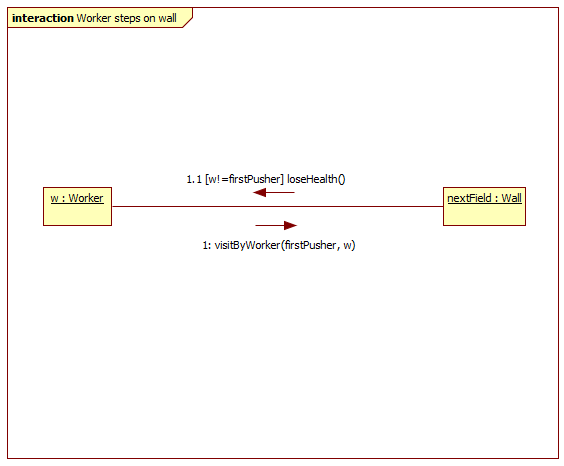 interaction Worker steps on wall
1.1 [w!=firstPusher] loseHealth()
w : Worker
nextField : Wall
1: visitByWorker(firstPusher, w)